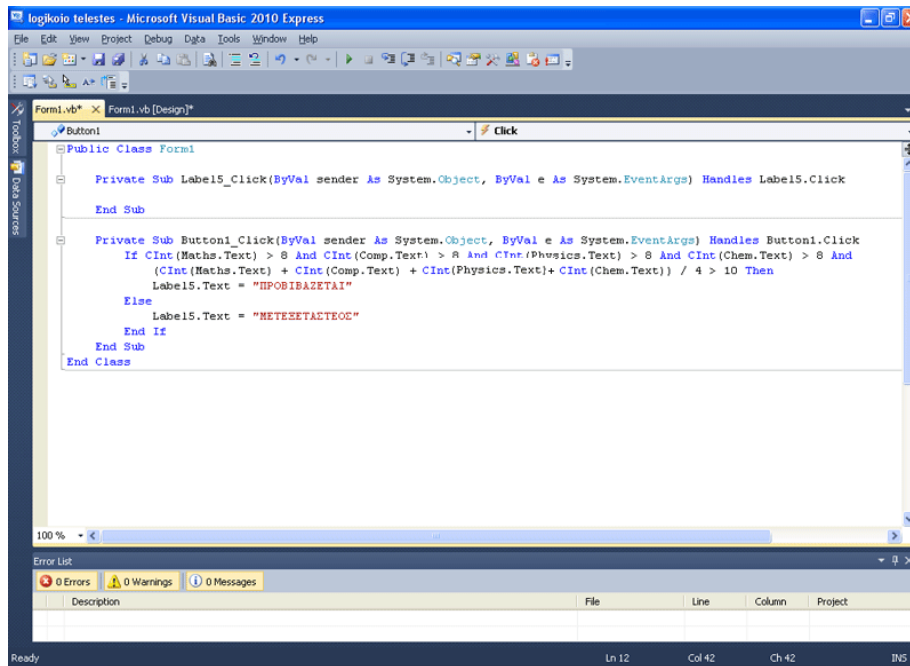 logikoio telestes - Microsoft Visual Basic 2010 Express
File Edit View Project Debug Data Tools Window Help
Form1.vb* Form1.vb [Design]*
Toolbox
Data Sources
Button1 Click
Public Class Form1
Private Sub Label5_Click(ByVal sender As System.Object, ByVal e As System.EventArgs) Handles Label5.Click
End Sub
Private Sub Button1_Click(ByVal sender As System.Object, ByVal e As System.EventArgs) Handles Button1.Click
If CInt(Maths.Text) > 8 And CInt(Comp.Text) > 8 And CInt(Physics.Text) > 8 And CInt(Chem.Text) > 8 And
(CInt(Maths.Text) + CInt(Comp.Text) + CInt(Physics.Text)+ CInt(Chem.Text)) / 4 > 10 Then
Label5.Text = "ΠΡΟΒΙΒΑΖΕΤΑΙ"
Else
Label5.Text = "ΜΕΤΕΞΕΤΑΣΤΕΟΣ"
End If
End Sub
End Class
100 %
Error List
0 Errors 0 Warnings 0 Messages
Description File Line Column Project
Ready Ln 12 Col 42 Ch 42 INS